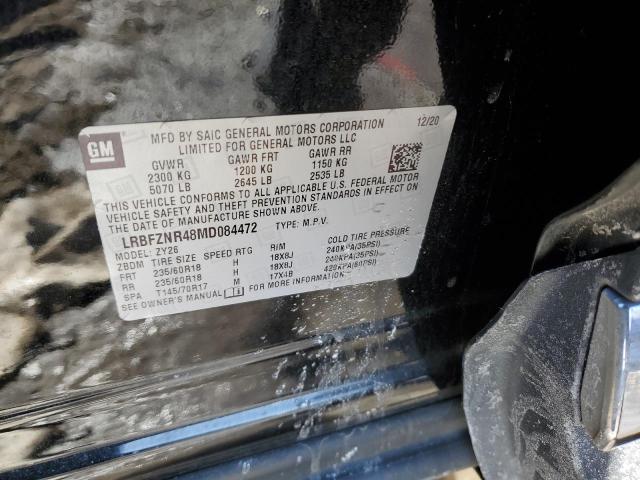 GM
12/20
MFD BY SAIC GENERAL MOTORS CORPORATION
LIMITED FOR GENERAL MOTORS LLC
GVWR GAWR FRT GAWR RR
2300 KG 1200 KG 1150 KG
5070 LB 2645 LB 2535 LB
THIS VEHICLE CONFORMS TO ALL APPLICABLE U.S. FEDERAL MOTOR
VEHICLE SAFETY AND THEFT PREVENTION STANDARDS IN EFFECT ON
THE DATE OF MANUFACTURE SHOWN ABOVE.
LRBFZNR48MD084472 TYPE: M.P.V.
MODEL: ZY26
ZBDM TIRE SIZE SPEED RTG RIM COLD TIRE PRESSURE
FRT 235/60R18 H 18X8J 240KPA(35PSI)
RR 235/60R18 H 18X8J 240KPA(35PSI)
SPA T145/70R17 M 17X4B 420KPA(60PSI)
SEE OWNER'S MANUAL FOR MORE INFORMATION.